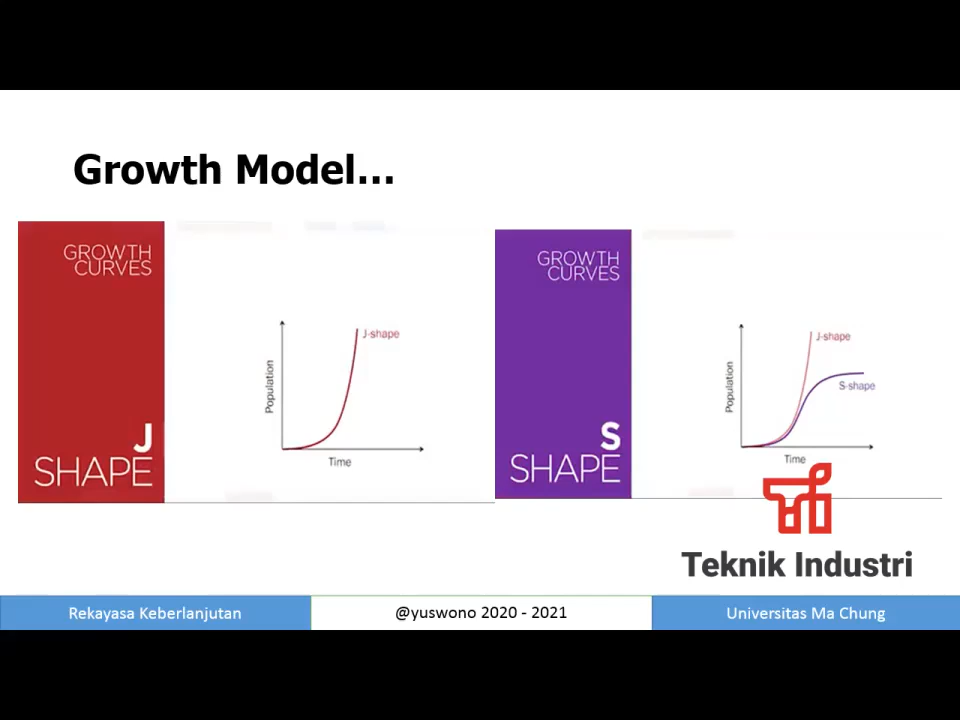 Growth Model...
GROWTH
CURVES
J
SHAPE
Population
J-shape
Time
GROWTH
CURVES
S
SHAPE
Population
J-shape
S-shape
Time
Teknik Industri
Rekayasa Keberlanjutan
@yuswono 2020 - 2021
Universitas Ma Chung